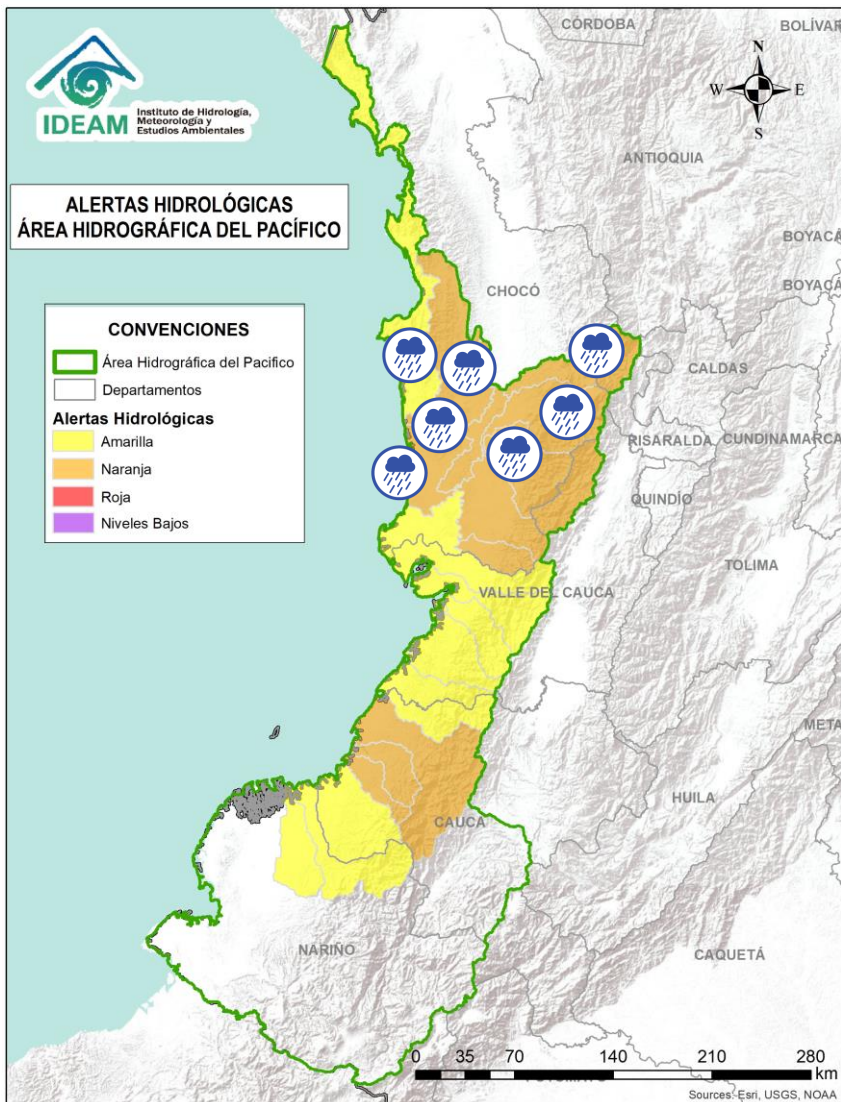 CÓRDOBA
BOLÍVAR
N
W
E
S
IDEAM
Instituto de Hidrología,
Meteorología y
Estudios Ambientales
ANTIOQUIA
ALERTAS HIDROLÓGICAS
ÁREA HIDROGRÁFICA DEL PACÍFICO
BOYACÁ
BOYACÁ
CHOCÓ
CONVENCIONES
Área Hidrográfica del Pacifico
Departamentos
Alertas Hidrológicas
Amarilla
Naranja
Roja
Niveles Bajos
CALDAS
RISARALDA
CUNDINAMARCA
QUINDÍO
TOLIMA
VALLE DEL CAUCA
META
HUILA
CAUCA
NARIÑO
CAQUETÁ
0 35 70 140 210 280
km
Sources: Esri, USGS, NOAA